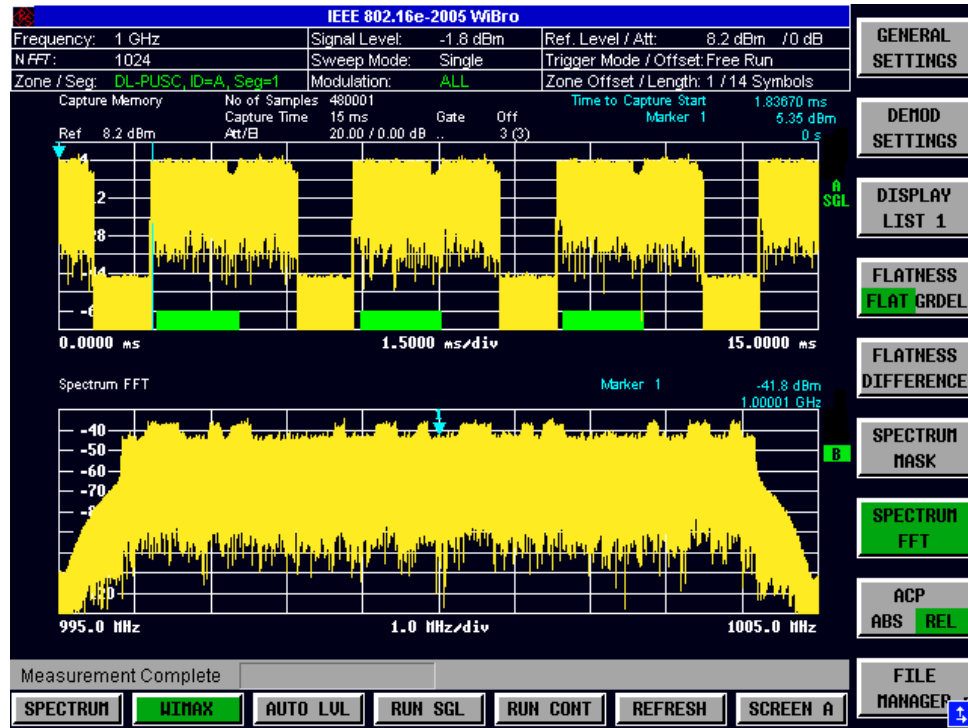 IEEE 802.16e-2005 WiBro
Frequency: 1 GHz Signal Level: -1.8 dBm Ref. Level / Att: 8.2 dBm /0 dB
NFFT: 1024 Sweep Mode: Single Trigger Mode / Offset: Free Run
Zone / Seg: DL-PUSC, ID=A, Seg=1 Modulation: ALL Zone Offset / Length: 1 / 14 Symbols
Capture Memory No of Samples 480001 Time to Capture Start 1.83670 ms
Capture Time 15 ms Gate Off Marker 1 5.35 dBm
Ref 8.2 dBm Att/El 20.00 / 0.00 dB .. 3 (3) 0 s
A
SGL
0.0000 ms 1.5000 ms/div 15.0000 ms
Spectrum FFT Marker 1 -41.8 dBm
1.00001 GHz
1
-40
-50
B
-60
-70
995.0 MHz 1.0 MHz/div 1005.0 MHz
Measurement Complete
SPECTRUM WIMAX AUTO LVL RUN SGL RUN CONT REFRESH SCREEN A
GENERAL
SETTINGS
DEMOD
SETTINGS
DISPLAY
LIST 1
FLATNESS
FLAT GRDEL
FLATNESS
DIFFERENCE
SPECTRUM
MASK
SPECTRUM
FFT
ACP
ABS REL
FILE
MANAGER